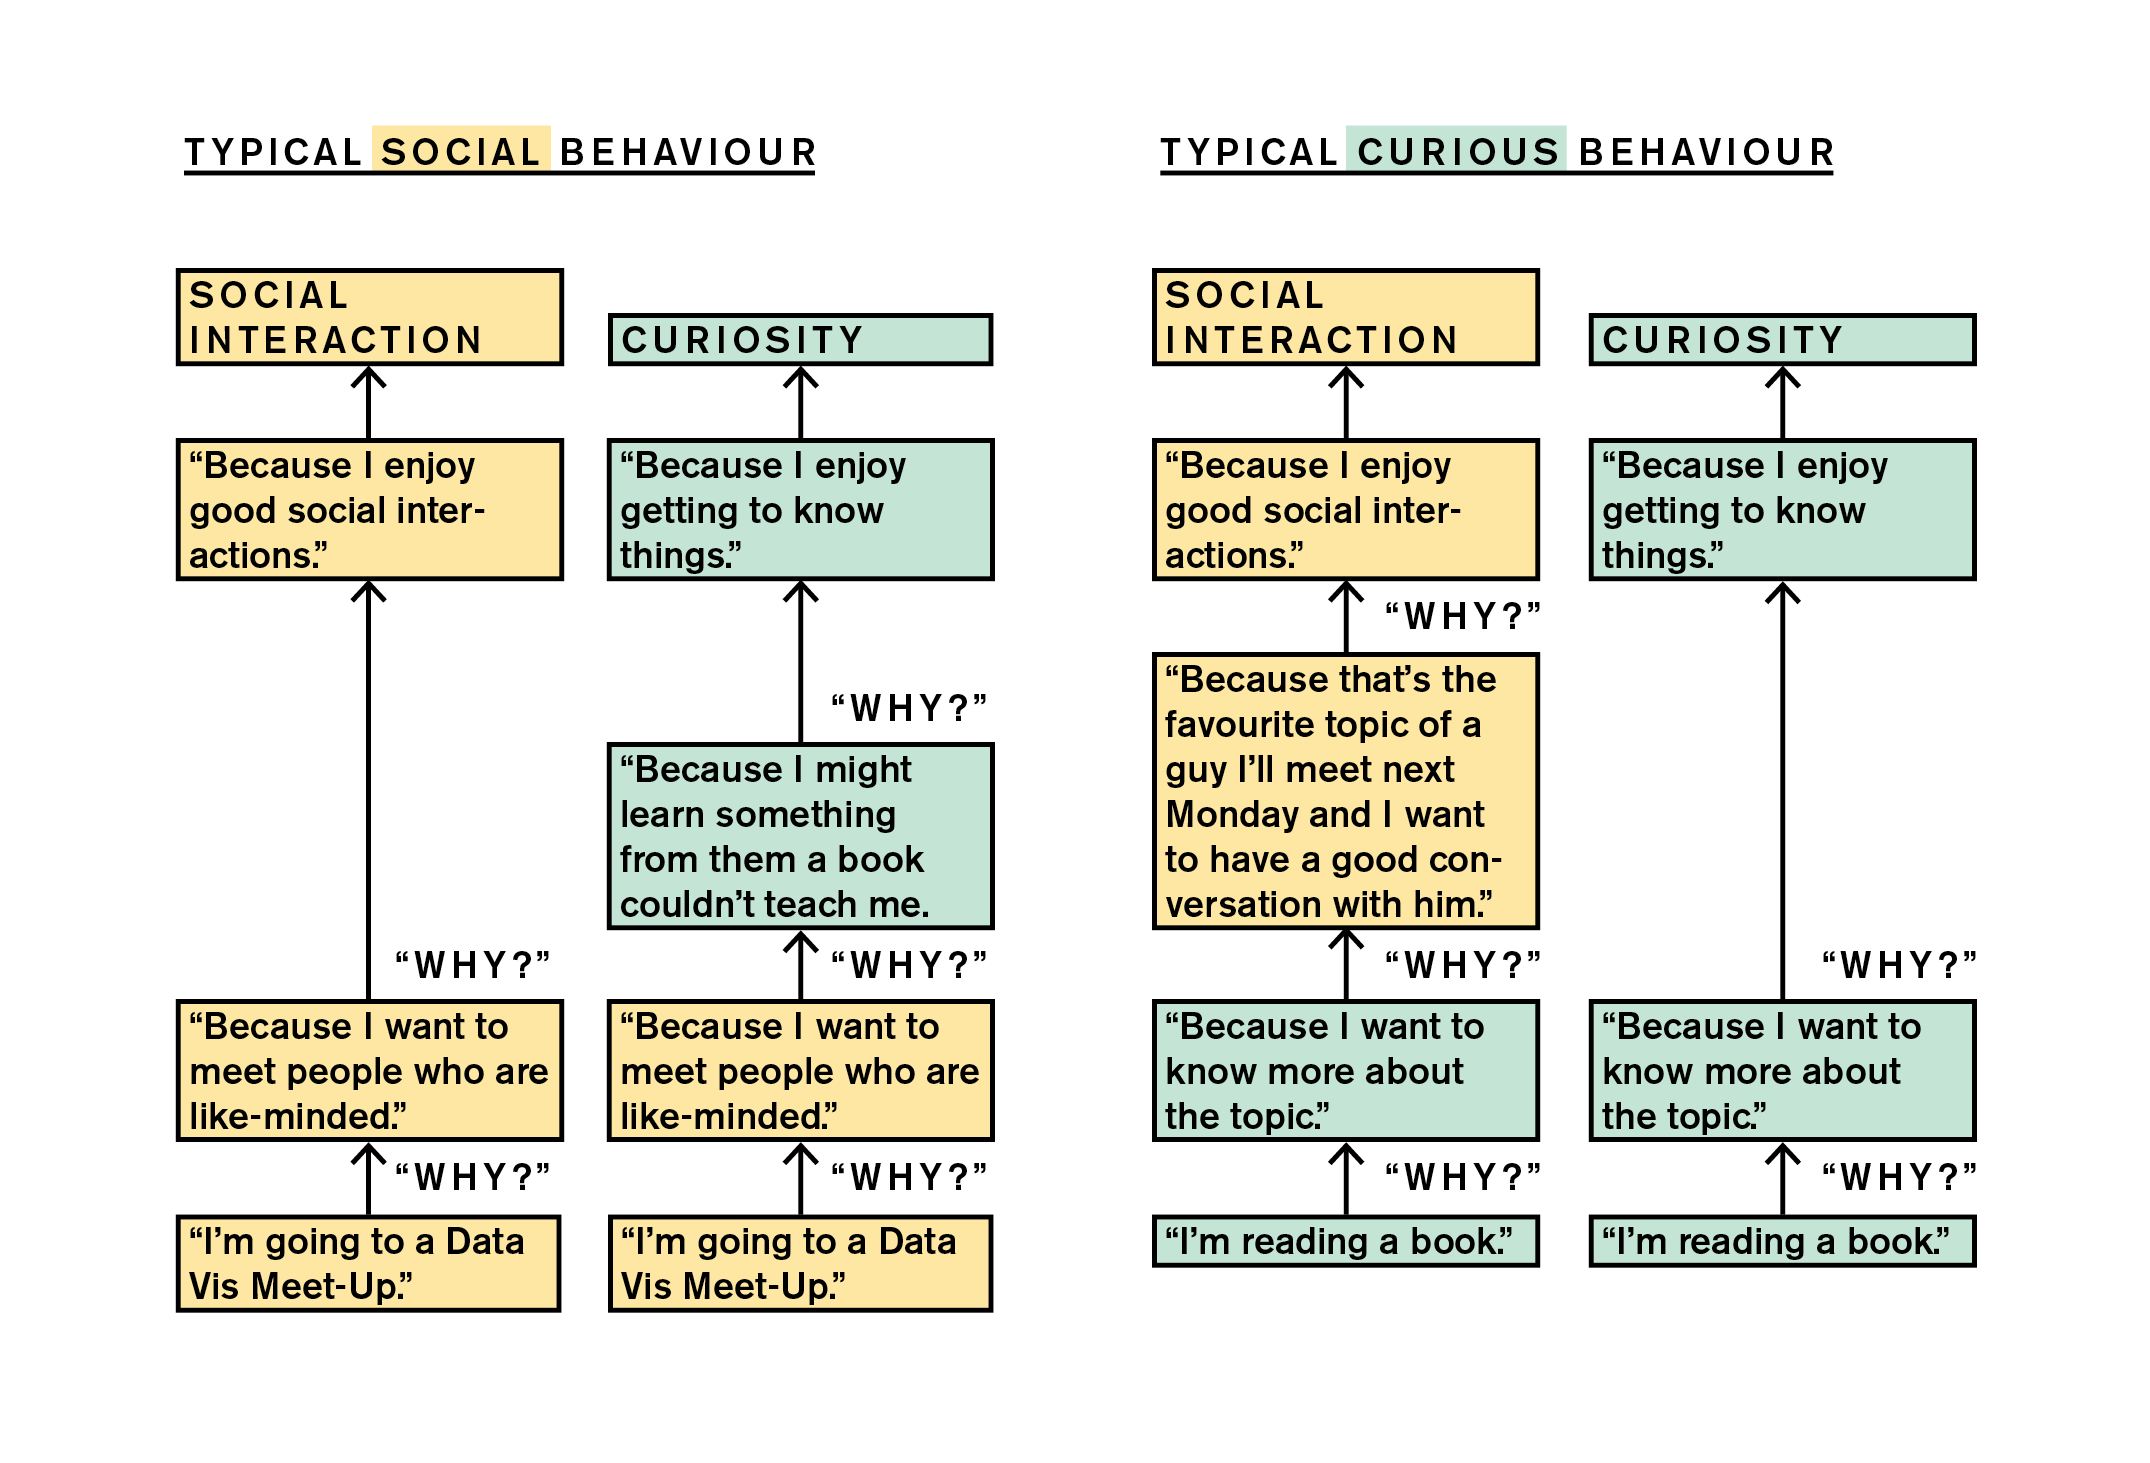 TYPICAL SOCIAL BEHAVIOUR
SOCIAL
INTERACTION
“Because I enjoy
good social inter-
actions.”
“WHY?”
“Because I want to
meet people who are
like-minded.”
“WHY?”
“I’m going to a Data
Vis Meet-Up.”
CURIOSITY
“Because I enjoy
getting to know
things.”
“WHY?”
“Because I might
learn something
from them a book
couldn’t teach me.
“WHY?”
“Because I want to
meet people who are
like-minded.”
“WHY?”
“I’m going to a Data
Vis Meet-Up.”
TYPICAL CURIOUS BEHAVIOUR
SOCIAL
INTERACTION
“Because I enjoy
good social inter-
actions.”
“WHY?”
“Because that’s the
favourite topic of a
guy I’ll meet next
Monday and I want
to have a good con-
versation with him.”
“WHY?”
“Because I want to
know more about
the topic.”
“WHY?”
“I’m reading a book.”
CURIOSITY
“Because I enjoy
getting to know
things.”
“WHY?”
“Because I want to
know more about
the topic.”
“WHY?”
“I’m reading a book.”